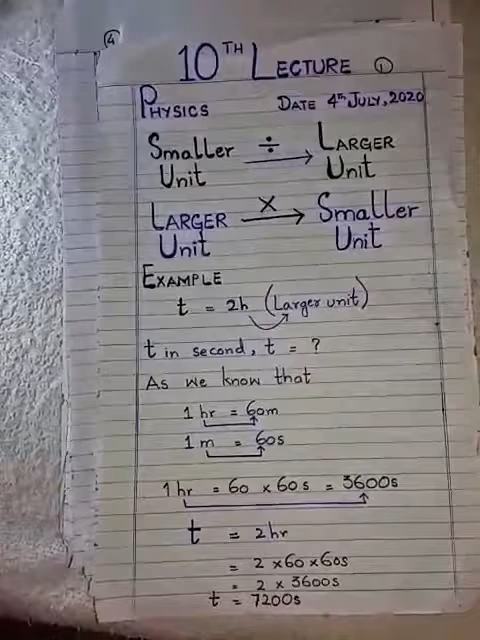 ④
10TH LECTURE ①
PHYSICS DATE 4th JULY, 2020
Smaller Unit ÷ → LARGER Unit
LARGER Unit × → Smaller Unit
EXAMPLE
t = 2h (Larger unit)
t in second, t = ?
As we know that
1 hr = 60m
1 m = 60s
1 hr = 60 × 60s = 3600s
t = 2hr
= 2 × 60 × 60s
= 2 × 3600s
t = 7200s